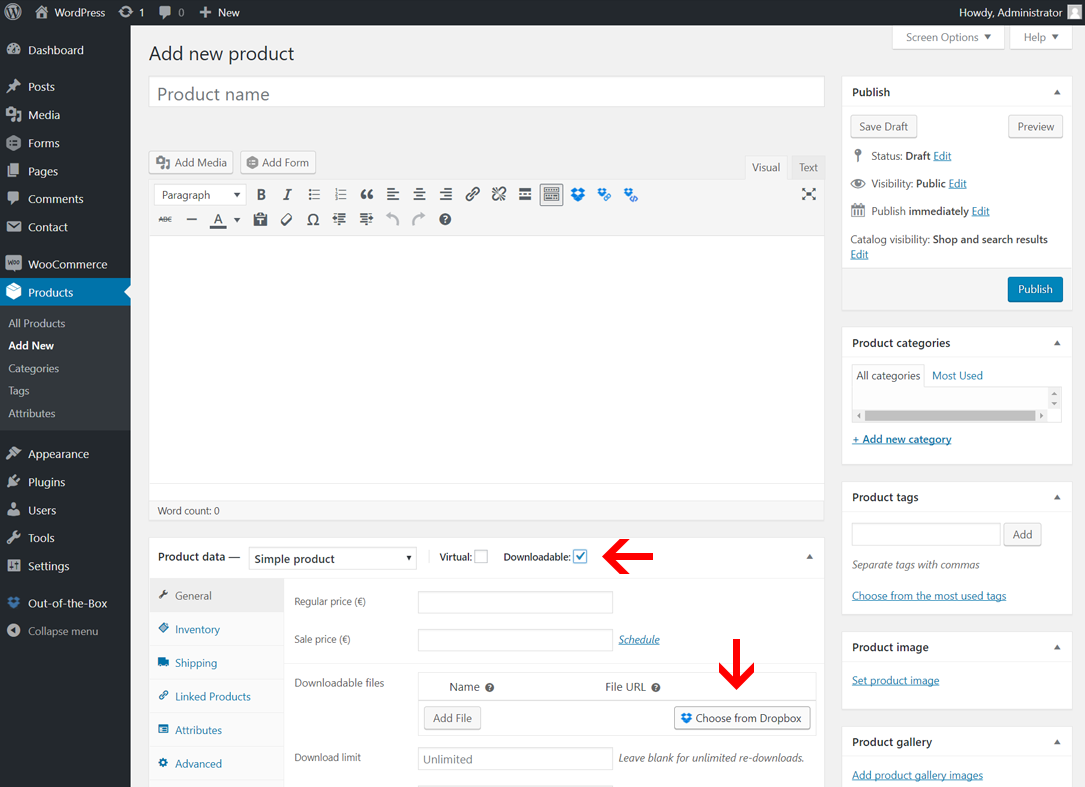 WordPress 1 0 New Howdy, Administrator
Screen Options ▼ Help ▼
Dashboard
Posts
Media
Forms
Pages
Comments
Contact
WooCommerce
Products
All Products
Add New
Categories
Tags
Attributes
Appearance
Plugins
Users
Tools
Settings
Out-of-the-Box
Collapse menu
Add new product
Product name
Add Media Add Form
Visual Text
Paragraph B I
ABC A Ω
Word count: 0
Product data — Simple product Virtual: Downloadable:
General
Inventory
Shipping
Linked Products
Attributes
Advanced
Regular price (€)
Sale price (€) Schedule
Downloadable files
Name File URL
Add File Choose from Dropbox
Download limit Unlimited Leave blank for unlimited re-downloads.
Publish
Save Draft Preview
Status: Draft Edit
Visibility: Public Edit
Publish immediately Edit
Catalog visibility: Shop and search results
Edit
Publish
Product categories
All categories Most Used
+ Add new category
Product tags
Add
Separate tags with commas
Choose from the most used tags
Product image
Set product image
Product gallery
Add product gallery images